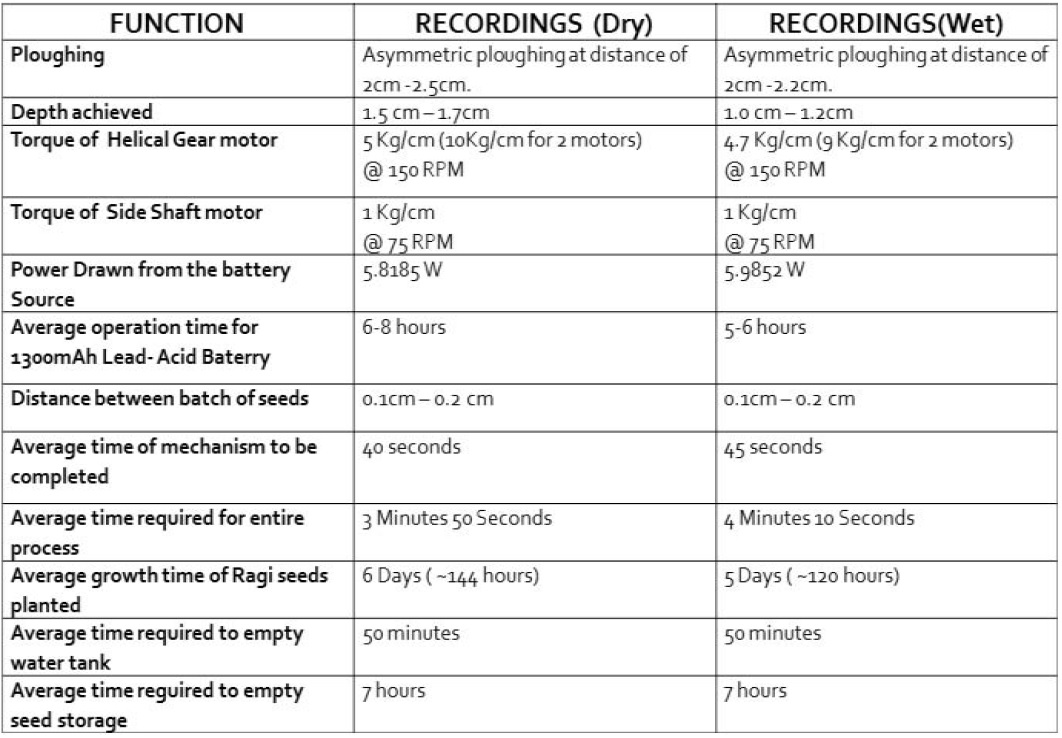 FUNCTION RECORDINGS (Dry) RECORDINGS(Wet)
Ploughing Asymmetric ploughing at distance of Asymmetric ploughing at distance of
2cm -2.5cm. 2cm -2.2cm.
Depth achieved 1.5 cm – 1.7cm 1.0 cm – 1.2cm
Torque of Helical Gear motor 5 Kg/cm (10Kg/cm for 2 motors) 4.7 Kg/cm (9 Kg/cm for 2 motors)
@ 150 RPM @ 150 RPM
Torque of Side Shaft motor 1 Kg/cm 1 Kg/cm
@ 75 RPM @ 75 RPM
Power Drawn from the battery 5.8185 W 5.9852 W
Source
Average operation time for 6-8 hours 5-6 hours
1300mAh Lead- Acid Baterry
Distance between batch of seeds 0.1cm – 0.2 cm 0.1cm – 0.2 cm
Average time of mechanism to be 40 seconds 45 seconds
completed
Average time required for entire 3 Minutes 50 Seconds 4 Minutes 10 Seconds
process
Average growth time of Ragi seeds 6 Days ( ~144 hours) 5 Days ( ~120 hours)
planted
Average time required to empty 50 minutes 50 minutes
water tank
Average time reguired to empty 7 hours 7 hours
seed storage